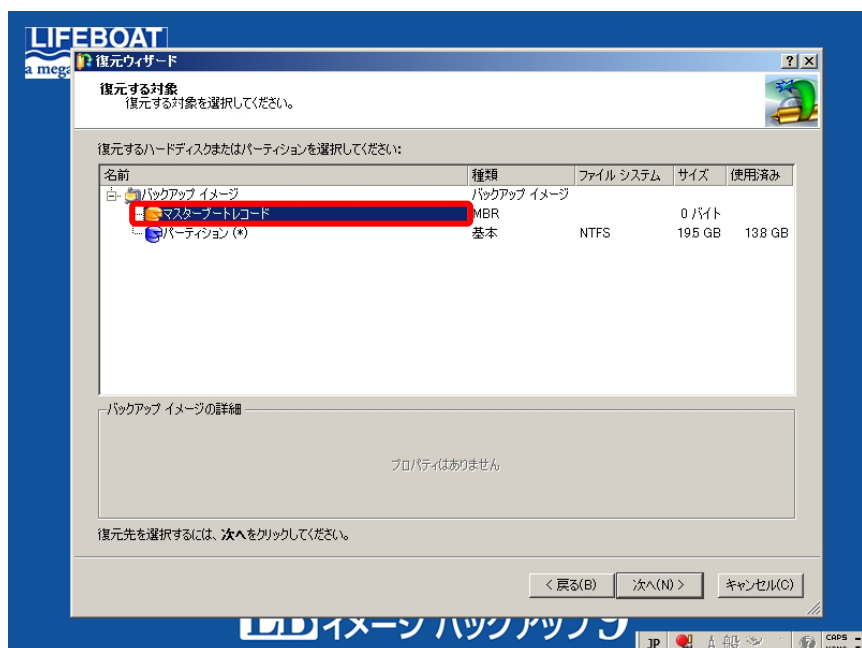 LIFEBOAT
a mega
復元ウィザード
復元する対象
復元する対象を選択してください。
復元するハードディスクまたはパーティションを選択してください:
名前 種類 ファイル システム サイズ 使用済み
バックアップ イメージ バックアップ イメージ
マスターブートレコード MBR 0 バイト
パーティション (*) 基本 NTFS 195 GB 138 GB
バックアップ イメージの詳細
プロパティはありません
復元先を選択するには、次へをクリックしてください。
< 戻る(B) 次へ(N) > キャンセル(C)
LB イメージ バックアップ 9
JP A 般 CAPS